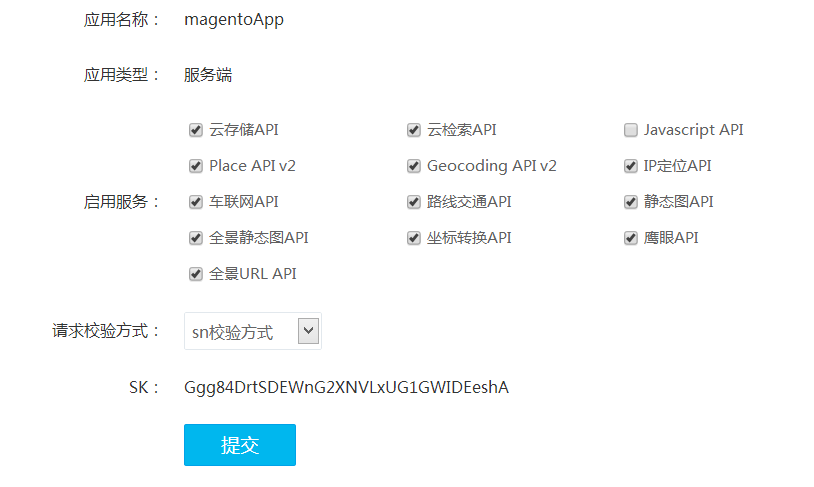 应用名称： magentoApp
应用类型： 服务端
云存储API 云检索API Javascript API
Place API v2 Geocoding API v2 IP定位API
启用服务： 车联网API 路线交通API 静态图API
全景静态图API 坐标转换API 鹰眼API
全景URL API
请求校验方式： sn校验方式
SK： Ggg84DrtSDEWnG2XNVLxUG1GWIDEeshA
提交